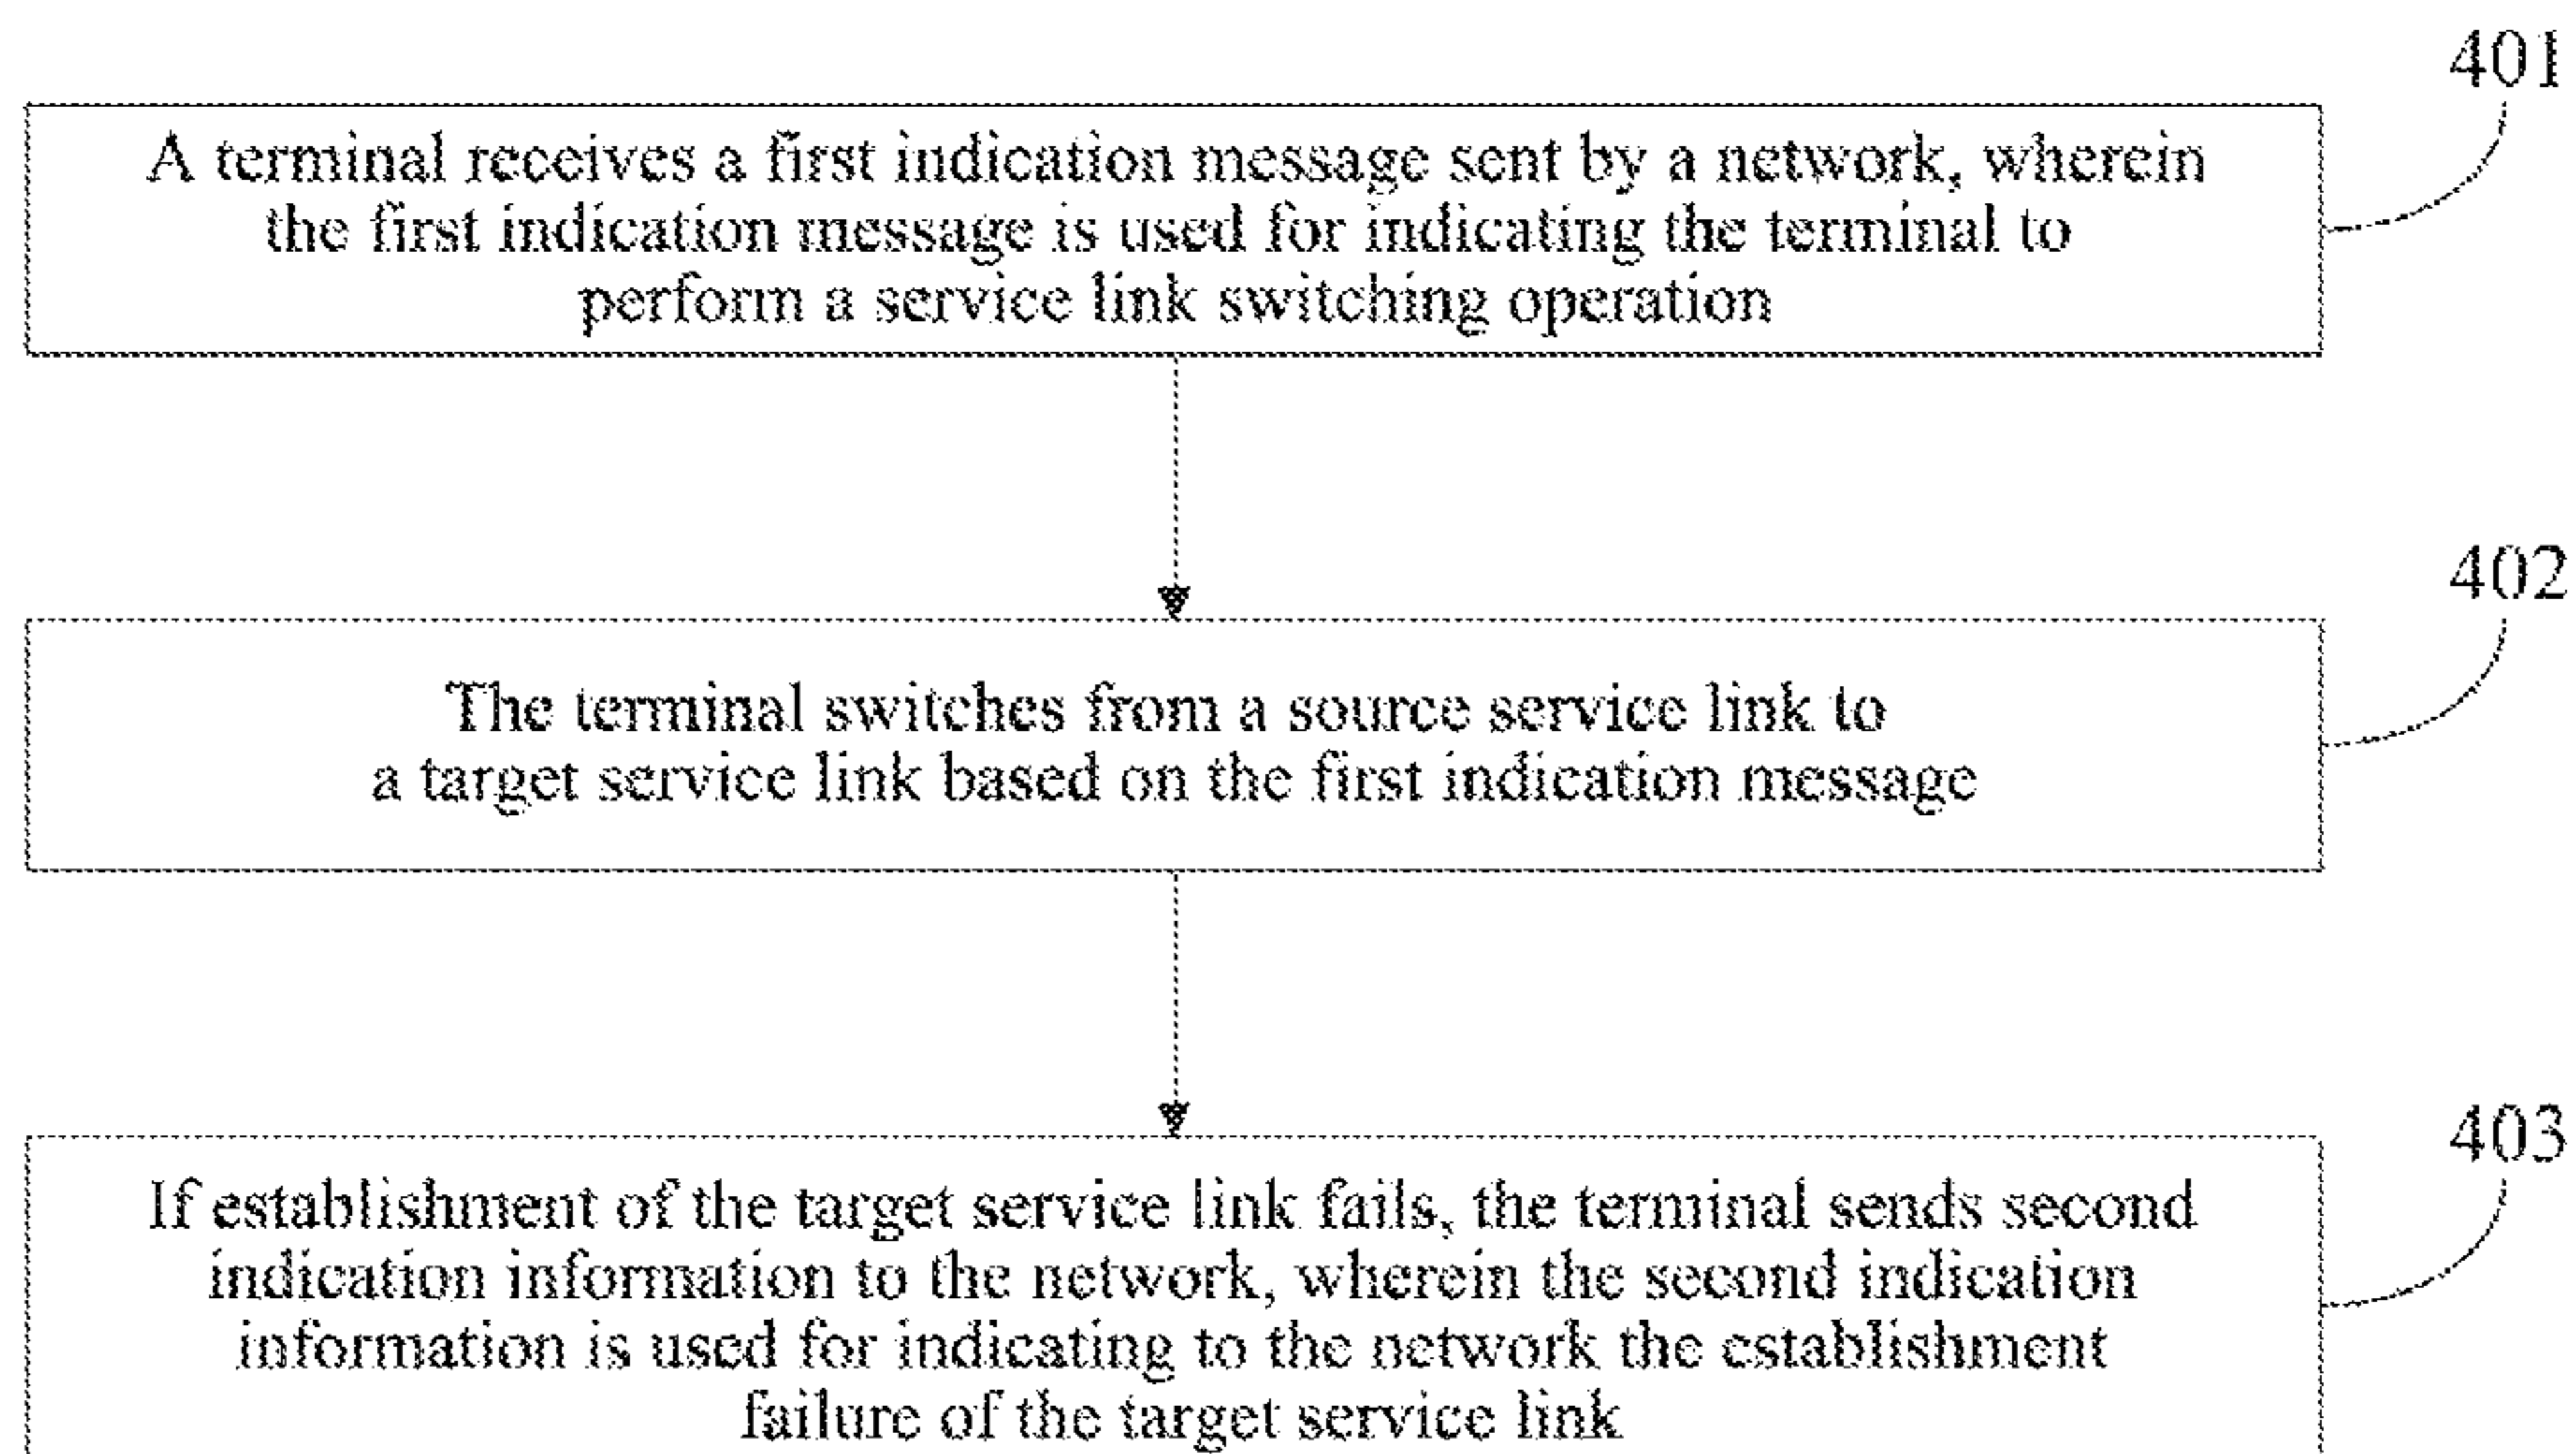 401
A terminal receives a first indication message sent by a network, wherein
the first indication message is used for indicating the terminal to
perform a service link switching operation
402
The terminal switches from a source service link to
a target service link based on the first indication message
403
If establishment of the target service link fails, the terminal sends second
indication information to the network, wherein the second indication
information is used for indicating to the network the establishment
failure of the target service link